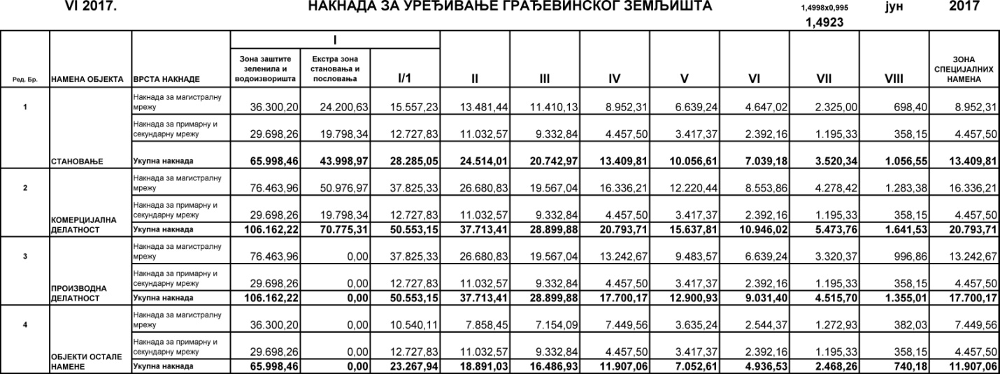 VI 2017. НАКНАДА ЗА УРЕЂИВАЊЕ ГРАЂЕВИНСКОГ ЗЕМЉИШТА 1,4998x0,995 јун 2017
1,4923
I
Ред. Бр. НАМЕНА ОБЈЕКТА ВРСТА НАКНАДЕ Зона заштите зеленила и водоизворишта Екстра зона становања и пословања I/1 II III IV V VI VII VIII ЗОНА СПЕЦИЈАЛНИХ НАМЕНА
1 Накнада за магистралну мрежу 36.300,20 24.200,63 15.557,23 13.481,44 11.410,13 8.952,31 6.639,24 4.647,02 2.325,00 698,40 8.952,31
Накнада за примарну и секундарну мрежу 29.698,26 19.798,34 12.727,83 11.032,57 9.332,84 4.457,50 3.417,37 2.392,16 1.195,33 358,15 4.457,50
СТАНОВАЊЕ Укупна накнада 65.998,46 43.998,97 28.285,05 24.514,01 20.742,97 13.409,81 10.056,61 7.039,18 3.520,34 1.056,55 13.409,81
2 Накнада за магистралну мрежу 76.463,96 50.976,97 37.825,33 26.680,83 19.567,04 16.336,21 12.220,44 8.553,86 4.278,42 1.283,38 16.336,21
Накнада за примарну и секундарну мрежу 29.698,26 19.798,34 12.727,83 11.032,57 9.332,84 4.457,50 3.417,37 2.392,16 1.195,33 358,15 4.457,50
КОМЕРЦИЈАЛНА ДЕЛАТНОСТ Укупна накнада 106.162,22 70.775,31 50.553,15 37.713,41 28.899,88 20.793,71 15.637,81 10.946,02 5.473,76 1.641,53 20.793,71
3 Накнада за магистралну мрежу 76.463,96 0,00 37.825,33 26.680,83 19.567,04 13.242,67 9.483,57 6.639,24 3.320,37 996,86 13.242,67
Накнада за примарну и секундарну мрежу 29.698,26 0,00 12.727,83 11.032,57 9.332,84 4.457,50 3.417,37 2.392,16 1.195,33 358,15 4.457,50
ПРОИЗВОДНА ДЕЛАТНОСТ Укупна накнада 106.162,22 0,00 50.553,15 37.713,41 28.899,88 17.700,17 12.900,93 9.031,40 4.515,70 1.355,01 17.700,17
4 Накнада за магистралну мрежу 36.300,20 0,00 10.540,11 7.858,45 7.154,09 7.449,56 3.635,24 2.544,37 1.272,93 382,03 7.449,56
Накнада за примарну и секундарну мрежу 29.698,26 0,00 12.727,83 11.032,57 9.332,84 4.457,50 3.417,37 2.392,16 1.195,33 358,15 4.457,50
ОБЈЕКТИ ОСТАЛЕ НАМЕНЕ Укупна накнада 65.998,46 0,00 23.267,94 18.891,03 16.486,93 11.907,06 7.052,61 4.936,53 2.468,26 740,18 11.907,06